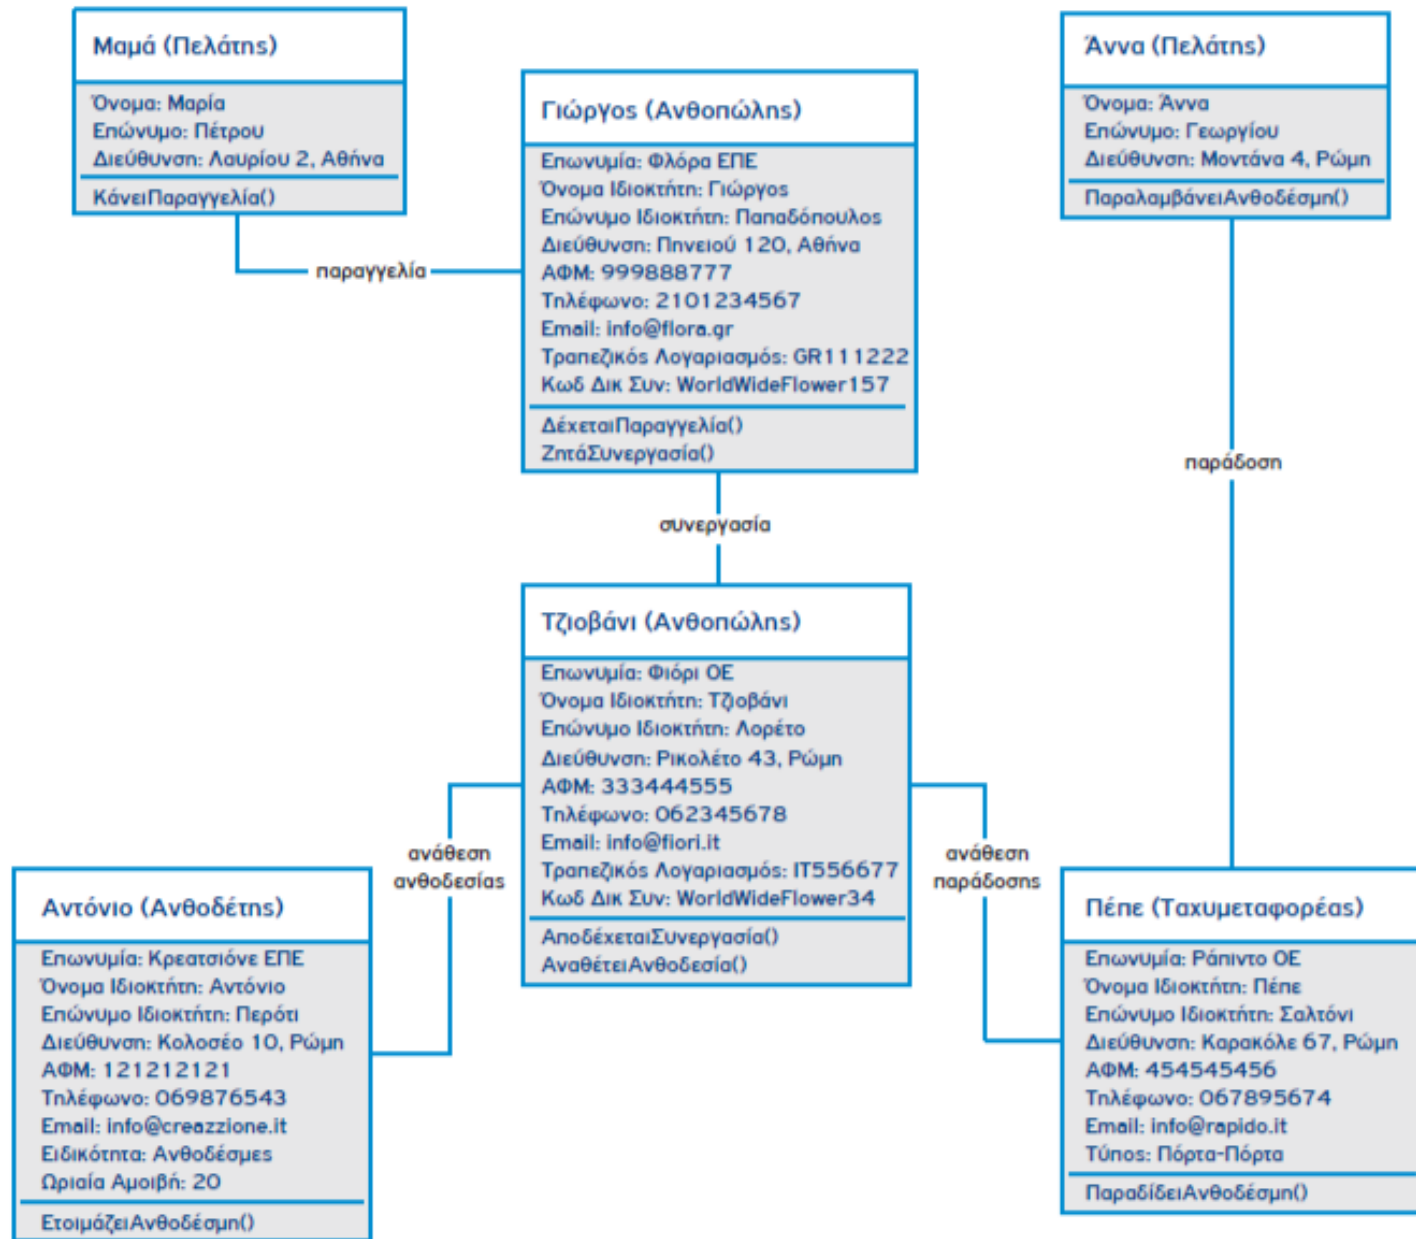 Μαμά (Πελάτης)
Όνομα: Μαρία
Επώνυμο: Πέτρου
Διεύθυνση: Λαυρίου 2, Αθήνα
ΚάνειΠαραγγελία()
παραγγελία
Γιώργος (Ανθοπώλης)
Επωνυμία: Φλόρα ΕΠΕ
Όνομα Ιδιοκτήτη: Γιώργος
Επώνυμο Ιδιοκτήτη: Παπαδόπουλος
Διεύθυνση: Πηνειού 120, Αθήνα
ΑΦΜ: 999888777
Τηλέφωνο: 2101234567
Email: info@flora.gr
Τραπεζικός Λογαριασμός: GR111222
Κωδ Δικ Συν: WorldWideFlower157
ΔέχεταιΠαραγγελία()
ΖητάΣυνεργασία()
Άννα (Πελάτης)
Όνομα: Άννα
Επώνυμο: Γεωργίου
Διεύθυνση: Μοντάνα 4, Ρώμη
ΠαραλαμβάνειΑνθοδέσμη()
παράδοση
συνεργασία
Τζιοβάνι (Ανθοπώλης)
Επωνυμία: Φιόρι ΟΕ
Όνομα Ιδιοκτήτη: Τζιοβάνι
Επώνυμο Ιδιοκτήτη: Λορέτο
Διεύθυνση: Ρικολέτο 43, Ρώμη
ΑΦΜ: 333444555
Τηλέφωνο: 062345678
Email: info@fiori.it
Τραπεζικός Λογαριασμός: IT556677
Κωδ Δικ Συν: WorldWideFlower34
ΑποδέχεταιΣυνεργασία()
ΑναθέτειΑνθοδεσία()
ανάθεση
ανθοδεσίας
ανάθεση
παράδοσης
Αντόνιο (Ανθοδέτης)
Επωνυμία: Κρεατσιόνε ΕΠΕ
Όνομα Ιδιοκτήτη: Αντόνιο
Επώνυμο Ιδιοκτήτη: Περότι
Διεύθυνση: Κολοσέο 10, Ρώμη
ΑΦΜ: 121212121
Τηλέφωνο: 069876543
Email: info@creazzione.it
Ειδικότητα: Ανθοδέσμες
Ωριαία Αμοιβή: 20
ΕτοιμάζειΑνθοδέσμη()
Πέπε (Ταχυμεταφορέας)
Επωνυμία: Ράπιντο ΟΕ
Όνομα Ιδιοκτήτη: Πέπε
Επώνυμο Ιδιοκτήτη: Σαλτόνι
Διεύθυνση: Καρακόλε 67, Ρώμη
ΑΦΜ: 454545456
Τηλέφωνο: 067895674
Email: info@rapido.it
Τύπος: Πόρτα-Πόρτα
ΠαραδίδειΑνθοδέσμη()